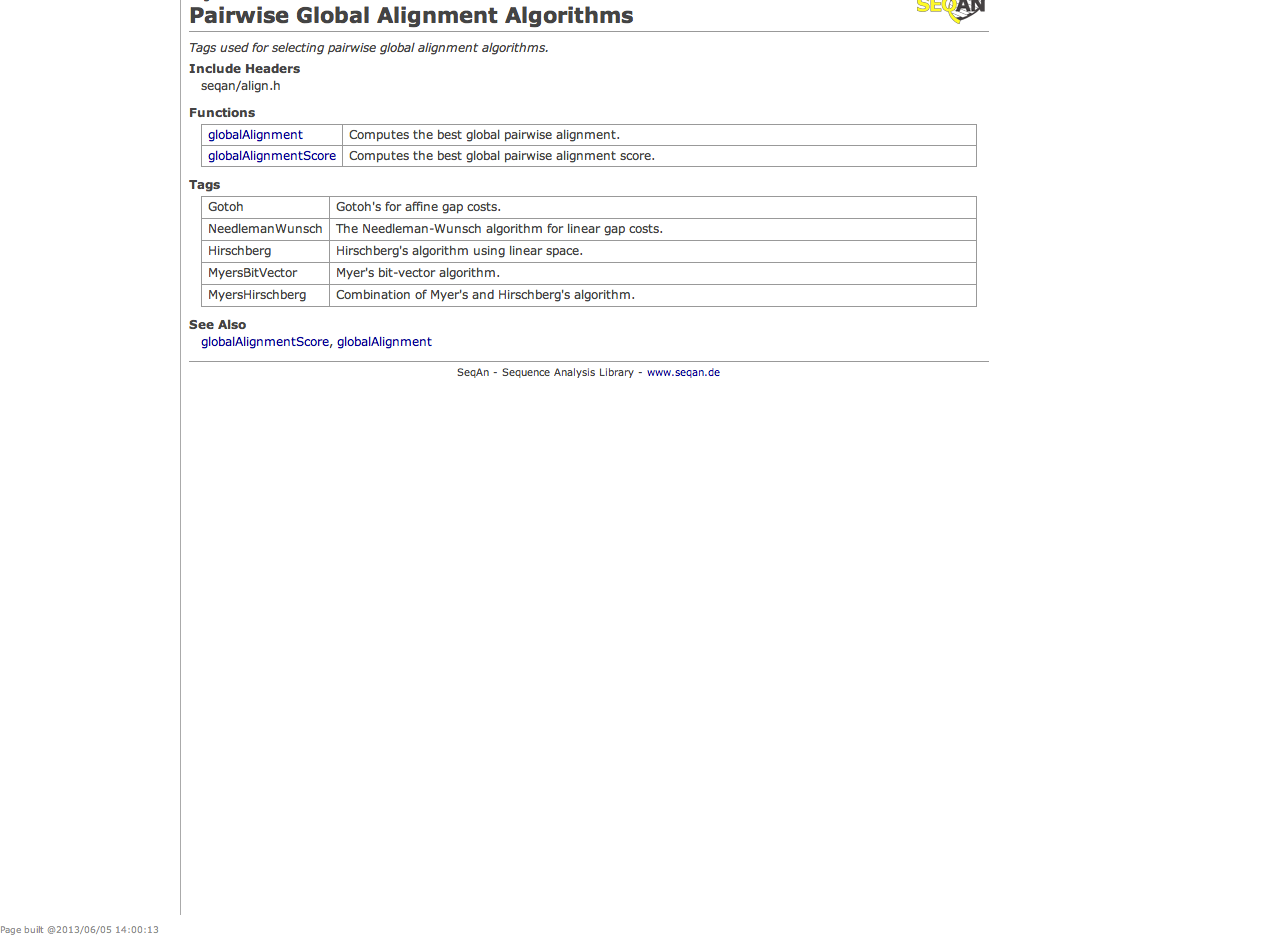 SEQAN
Pairwise Global Alignment Algorithms
Tags used for selecting pairwise global alignment algorithms.
Include Headers
seqan/align.h
Functions
globalAlignment Computes the best global pairwise alignment.
globalAlignmentScore Computes the best global pairwise alignment score.
Tags
Gotoh Gotoh's for affine gap costs.
NeedlemanWunsch The Needleman-Wunsch algorithm for linear gap costs.
Hirschberg Hirschberg's algorithm using linear space.
MyersBitVector Myer's bit-vector algorithm.
MyersHirschberg Combination of Myer's and Hirschberg's algorithm.
See Also
globalAlignmentScore, globalAlignment
SeqAn - Sequence Analysis Library - www.seqan.de
Page built @2013/06/05 14:00:13